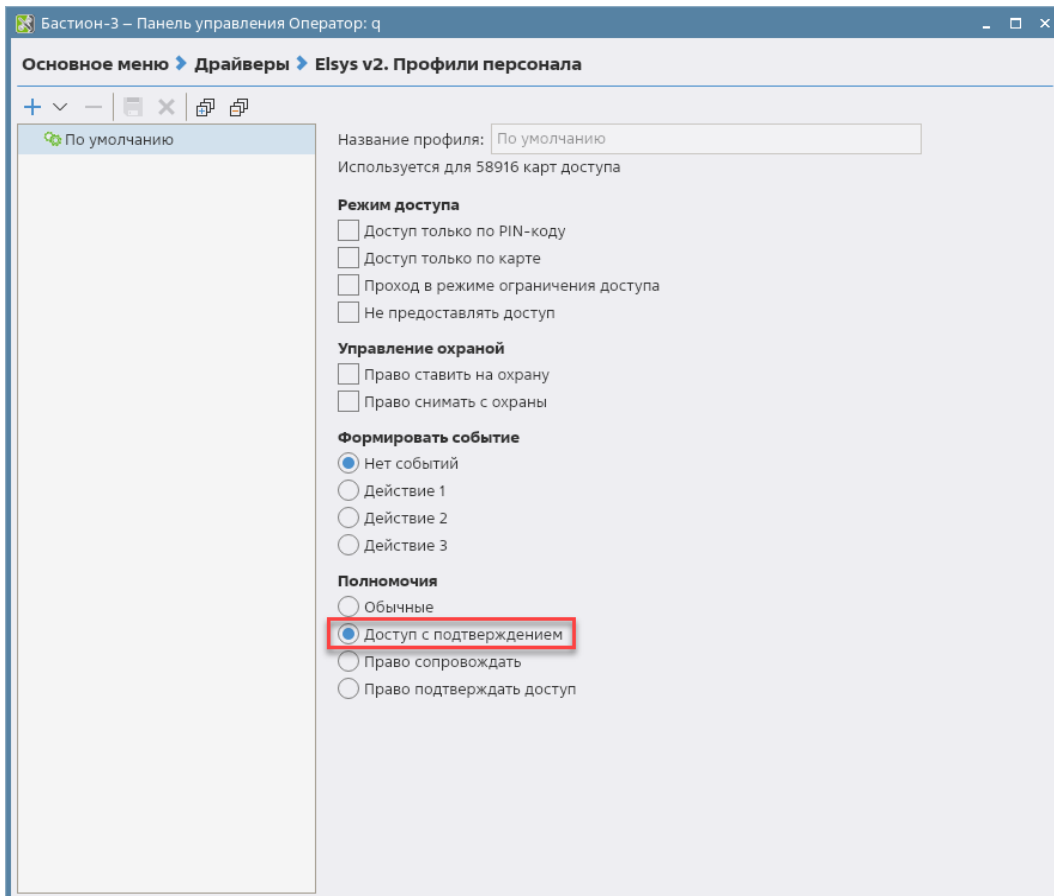 Бастион-3 – Панель управления Оператор: q
Основное меню Драйверы Elsys v2. Профили персонала
По умолчанию
Название профиля: По умолчанию
Используется для 58916 карт доступа
Режим доступа
Доступ только по PIN-коду
Доступ только по карте
Проход в режиме ограничения доступа
Не предоставлять доступ
Управление охраной
Право ставить на охрану
Право снимать с охраны
Формировать событие
Нет событий
Действие 1
Действие 2
Действие 3
Полномочия
Обычные
Доступ с подтверждением
Право сопровождать
Право подтверждать доступ